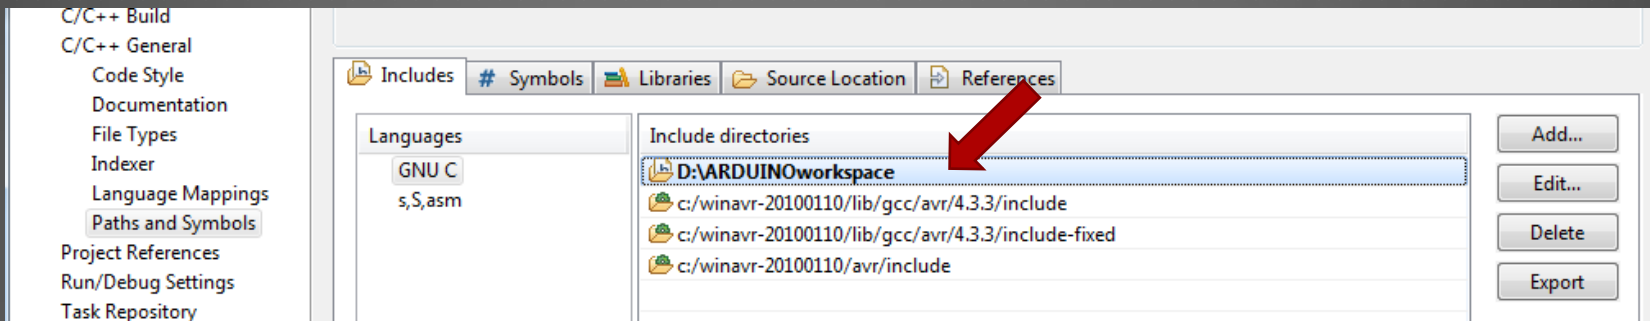 C/C++ Build
C/C++ General
Code Style
Documentation
File Types
Indexer
Language Mappings
Paths and Symbols
Project References
Run/Debug Settings
Task Repository
Includes # Symbols Libraries Source Location References
Languages
GNU C
s,S,asm
Include directories
D:\ARDUINOworkspace
c:/winavr-20100110/lib/gcc/avr/4.3.3/include
c:/winavr-20100110/lib/gcc/avr/4.3.3/include-fixed
c:/winavr-20100110/avr/include
Add...
Edit...
Delete
Export